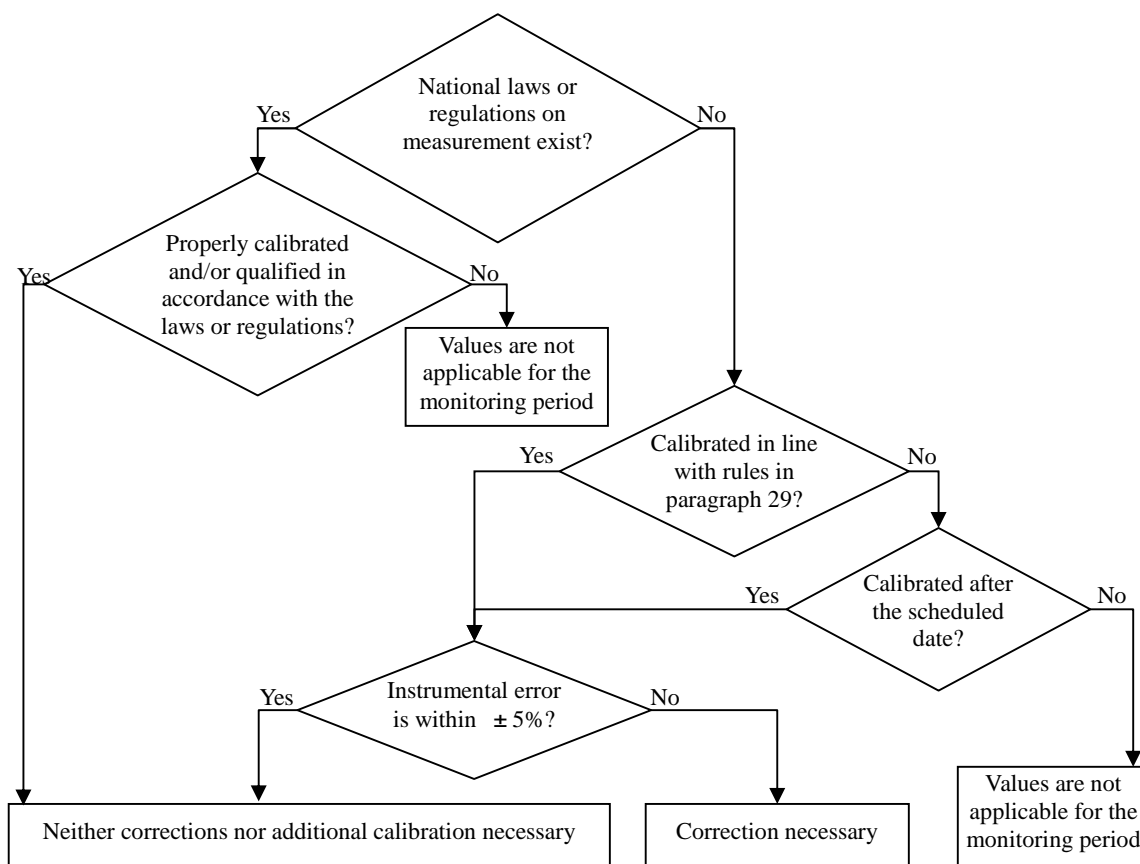 National laws or
regulations on
measurement exist?
Yes
No
Properly calibrated
and/or qualified in
accordance with the
laws or regulations?
Yes
No
Values are not
applicable for the
monitoring period
Calibrated in line
with rules in
paragraph 29?
Yes
No
Calibrated after
the scheduled
date?
Yes
No
Instrumental error
is within ± 5%?
Yes
No
Values are not
applicable for the
monitoring period
Neither corrections nor additional calibration necessary
Correction necessary